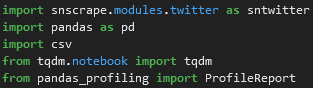 import snscrape.modules.twitter as sntwitter
import pandas as pd
import csv
from tqdm.notebook import tqdm
from pandas_profiling import ProfileReport